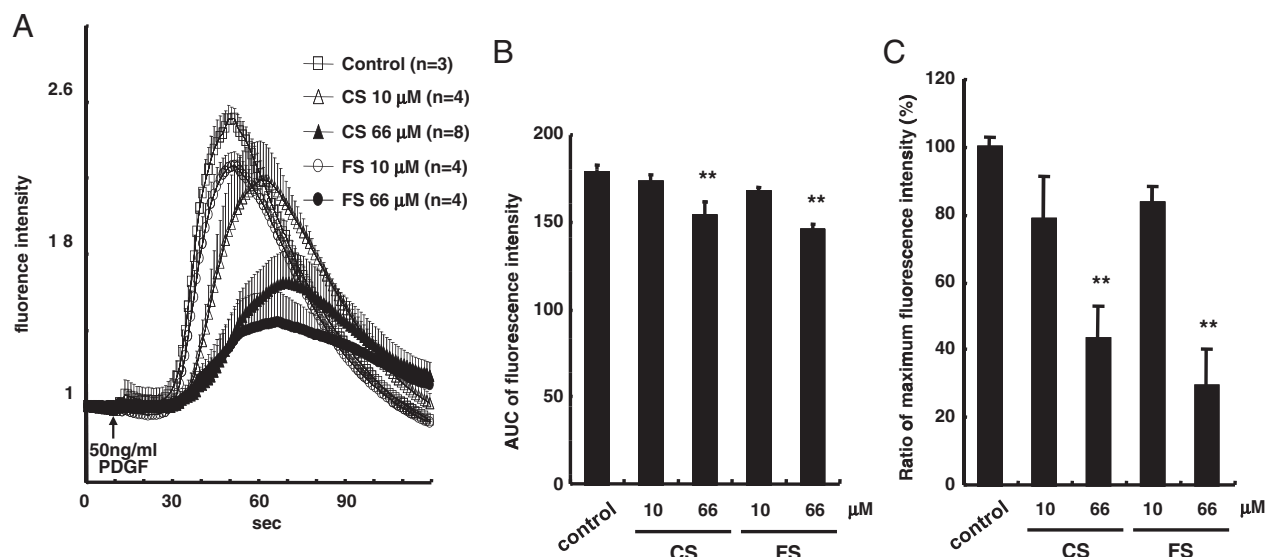 A
fluorence intensity
2.6
1 8
1
50ng/ml
PDGF
0
30
60
90
sec
Control (n=3)
CS 10 μM (n=4)
CS 66 μM (n=8)
FS 10 μM (n=4)
FS 66 μM (n=4)
B
AUC of fluorescence intensity
200
150
100
50
0
**
**
control
10
66
10
66
μM
CS
FS
C
Ratio of maximum fluorescence intensity (%)
120
100
80
60
40
20
0
**
**
control
10
66
10
66
μM
CS
FS